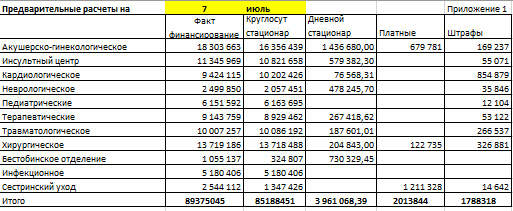 Предварительные расчеты на 7 июль Приложение 1
Факт финансирование Круглосут стационар Дневной стационар Платные Штрафы
Акушерско-гинекологическое 18 303 663 16 356 439 1 436 680,00 679 781 169 237
Инсультный центр 11 345 969 10 821 658 579 382,30 55 071
Кардиологическое 9 424 115 10 202 426 76 568,31 854 879
Неврологическое 2 499 850 2 057 451 478 245,70 35 846
Педиатрические 6 151 592 6 163 695 12 104
Терапевтические 9 143 759 8 929 462 267 418,62 53 122
Травматологическое 10 007 257 10 086 192 187 601,01 266 537
Хирургическое 13 719 186 13 718 488 204 843,00 122 735 326 881
Бестобинское отделение 1 055 137 324 807 730 329,45
Инфекционное 5 180 406 5 180 406
Сестринский уход 2 544 112 1 347 426 1 211 328 14 642
Итого 89375045 85188451 3 961 068,39 2013844 1788318